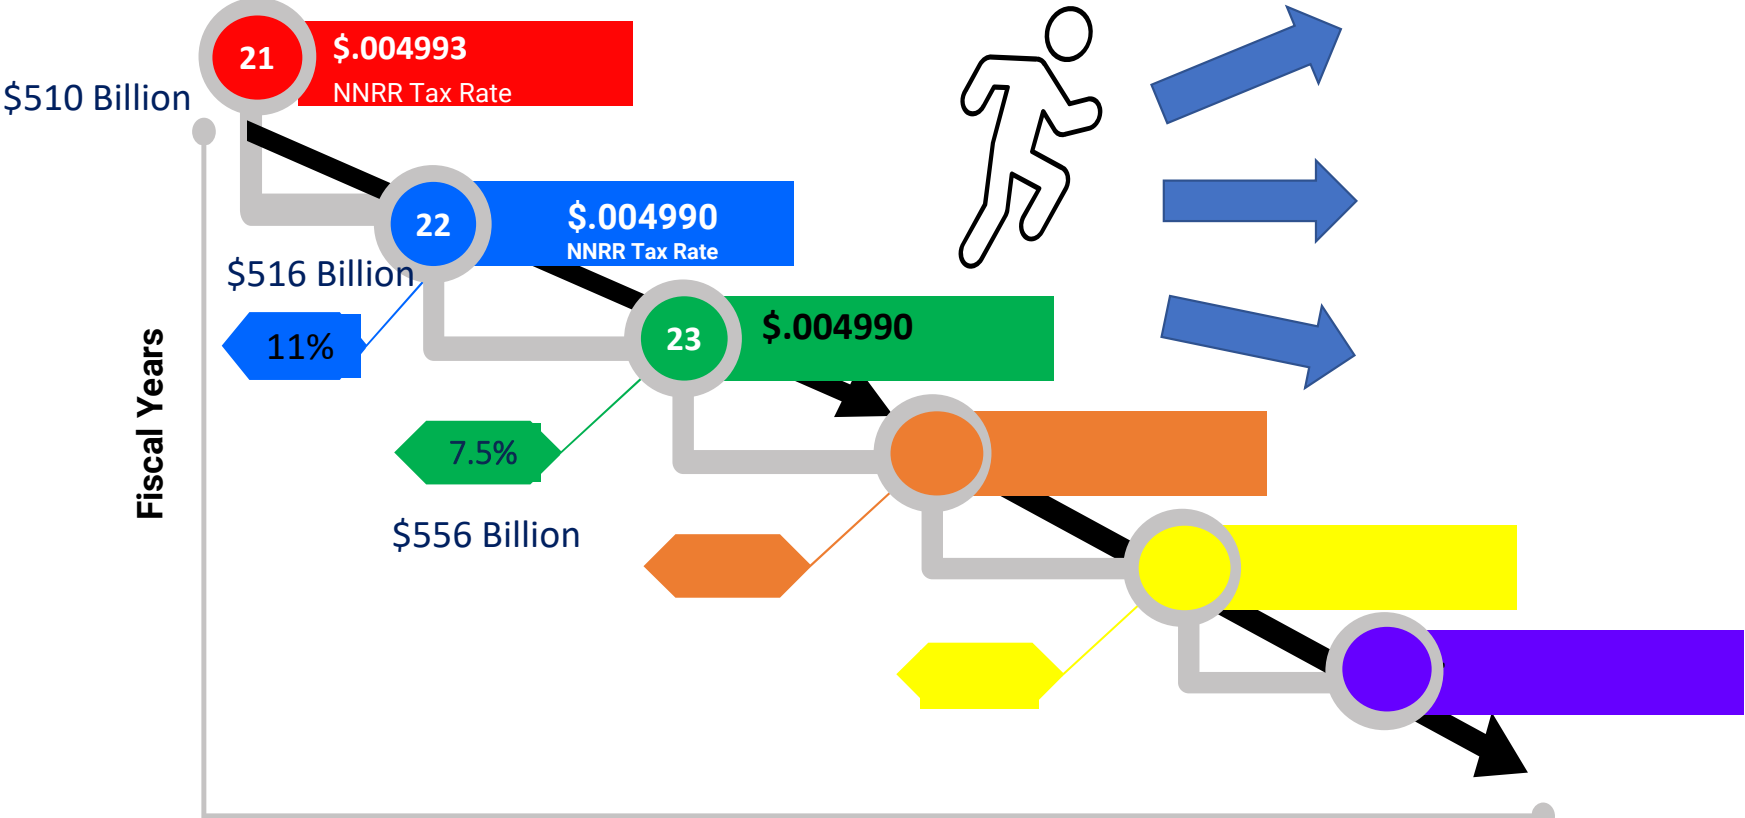 21
$.004993
NNRR Tax Rate
$510 Billion
22
$.004990
NNRR Tax Rate
$516 Billion
11%
23
$.004990
7.5%
$556 Billion
Fiscal Years